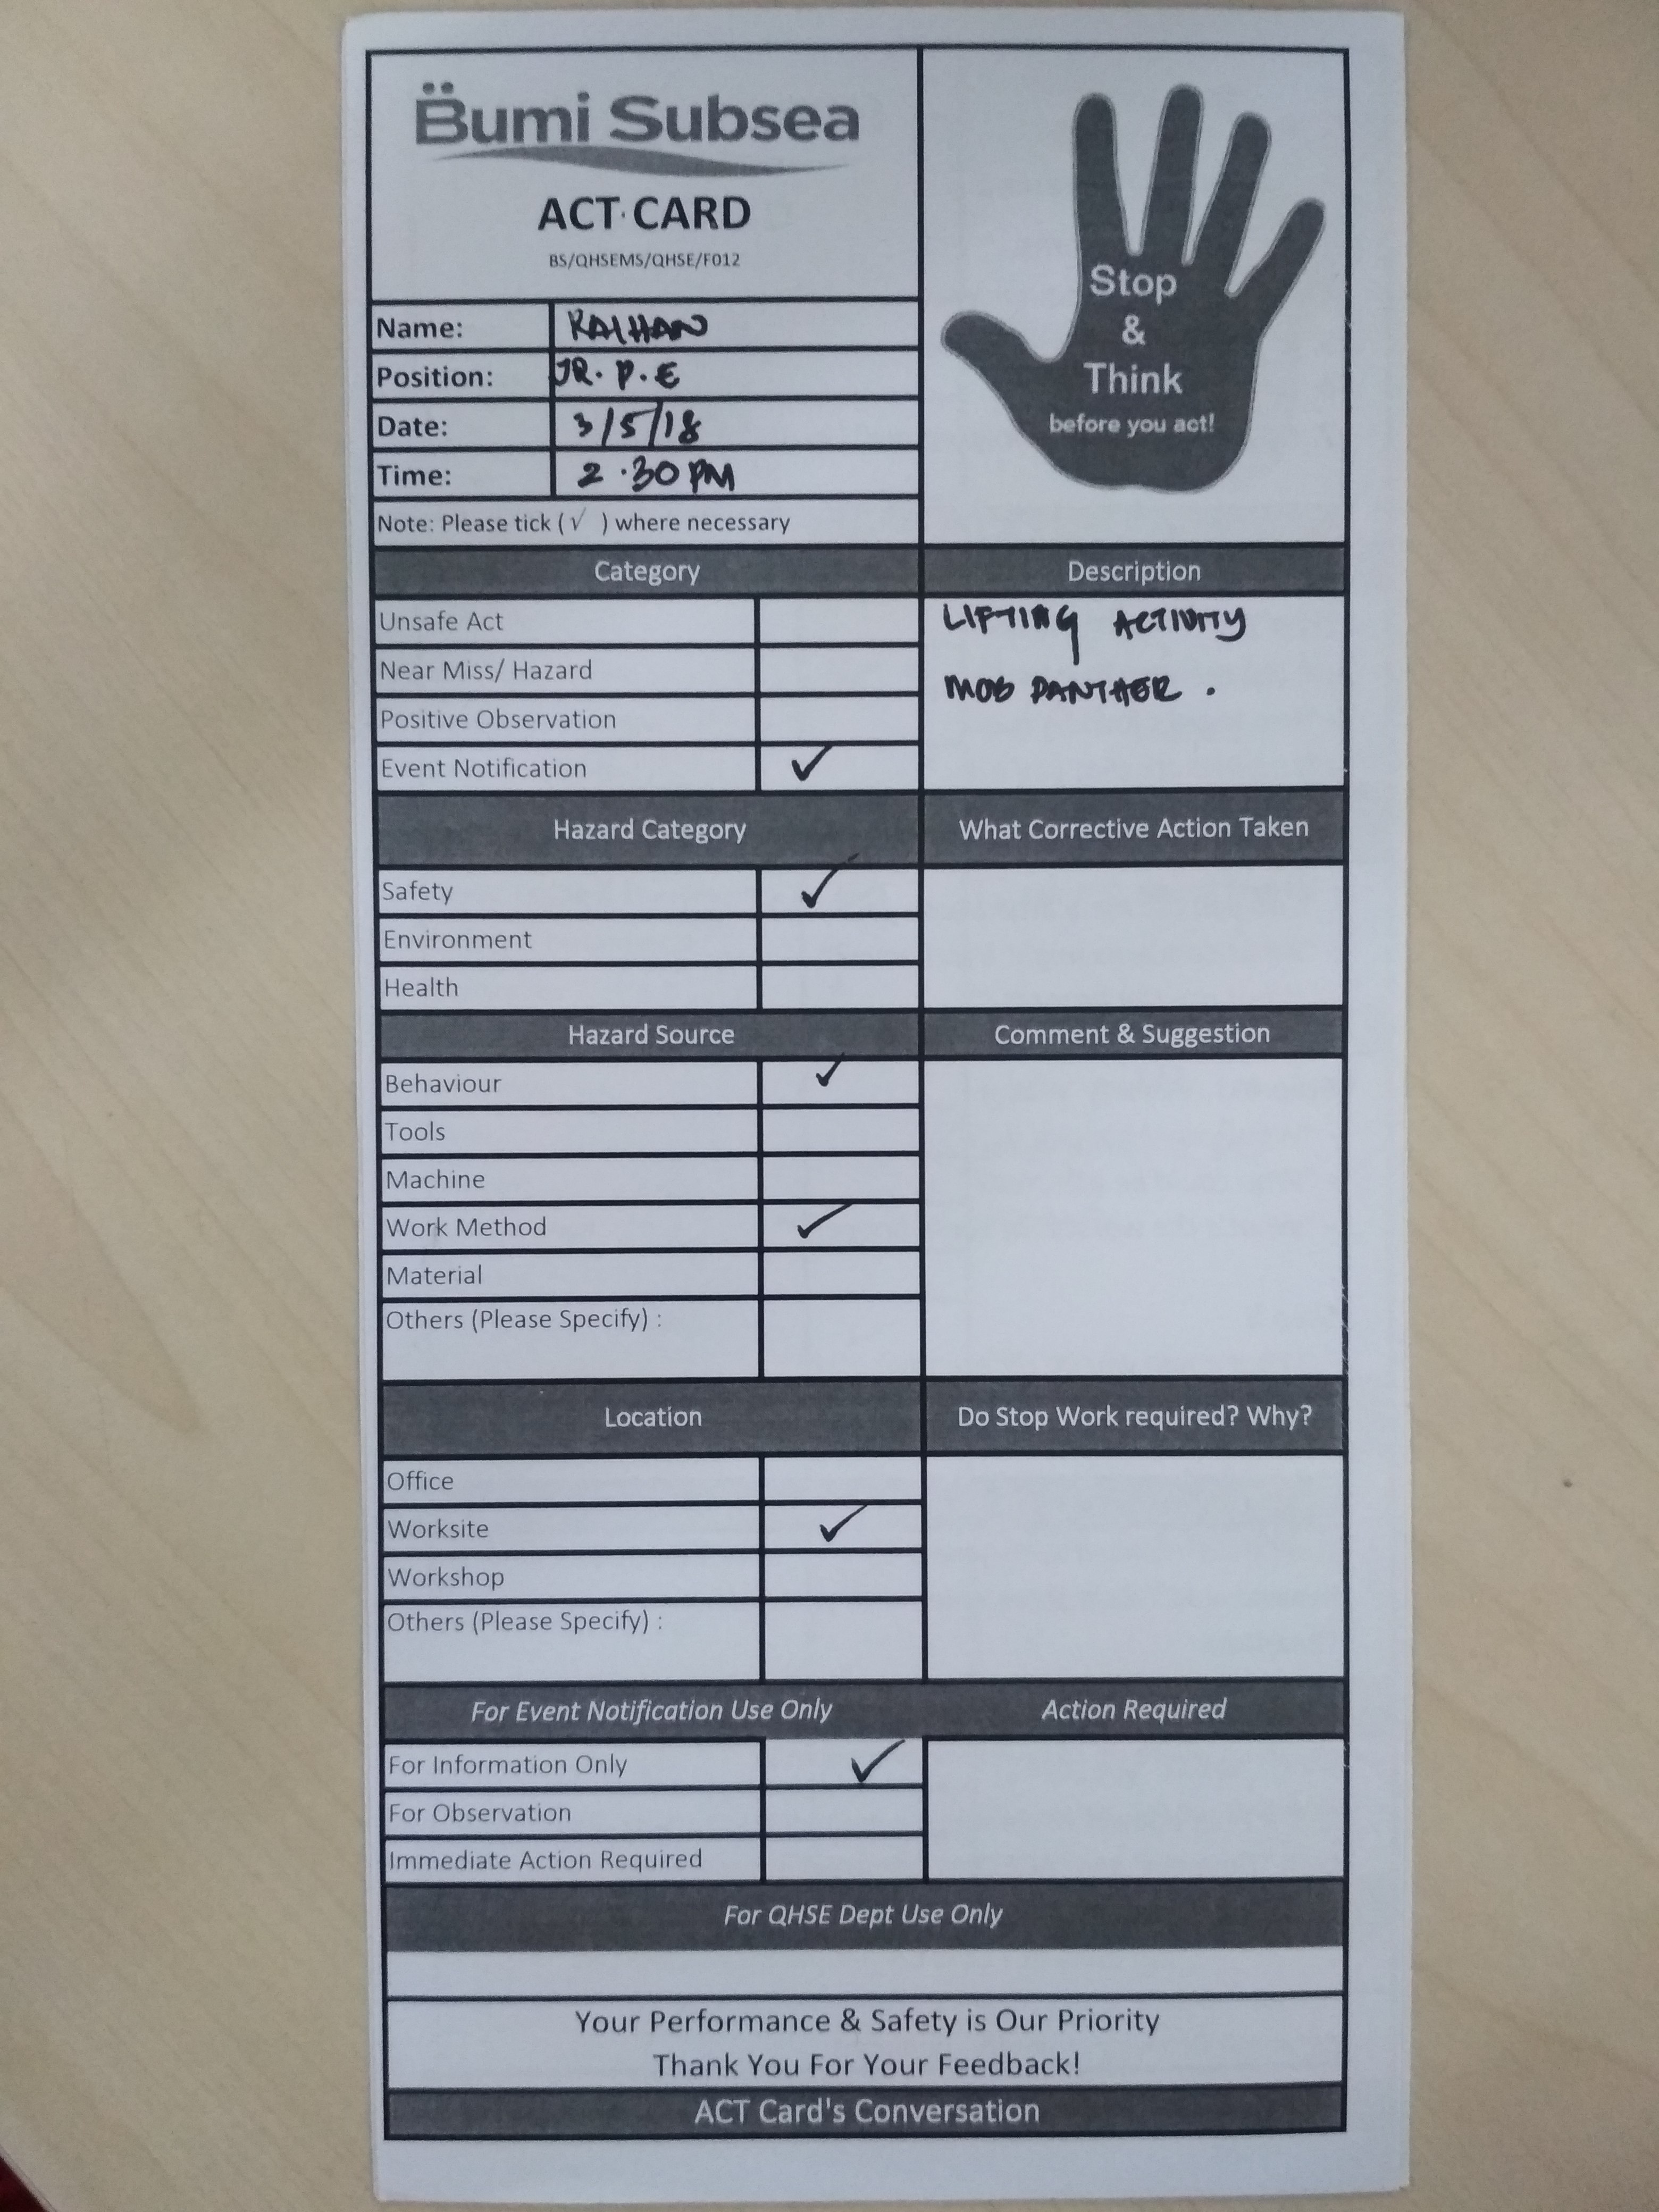 Bumi Subsea
ACT CARD
BS/QHSEMS/QHSE/F012
Stop
&
Think
before you act!
Name: RAIHAN
Position: JR. P.E
Date: 3/5/18
Time: 2.30 PM
Note: Please tick (√ ) where necessary
Category
Description
Unsafe Act
Near Miss/ Hazard
Positive Observation
Event Notification ✓
LIFTING ACTIVITY
MOB PANTHER .
Hazard Category
What Corrective Action Taken
Safety ✓
Environment
Health
Hazard Source
Comment & Suggestion
Behaviour ✓
Tools
Machine
Work Method ✓
Material
Others (Please Specify) :
Location
Do Stop Work required? Why?
Office
Worksite ✓
Workshop
Others (Please Specify) :
For Event Notification Use Only
Action Required
For Information Only ✓
For Observation
Immediate Action Required
For QHSE Dept Use Only
Your Performance & Safety is Our Priority
Thank You For Your Feedback!
ACT Card's Conversation